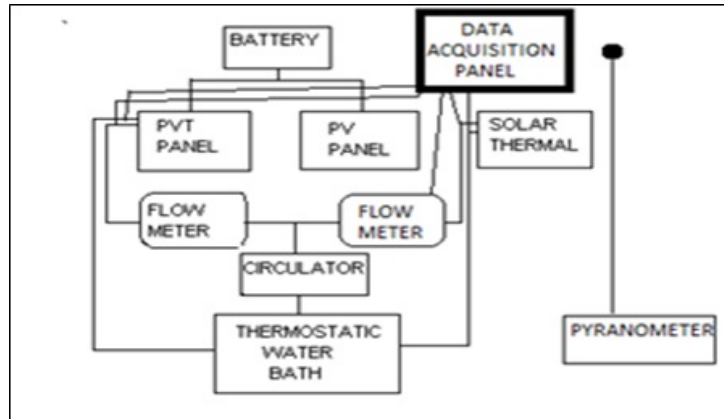 BATTERY
DATA
ACQUISITION
PANEL
PVT
PANEL
PV
PANEL
SOLAR
THERMAL
FLOW
METER
FLOW
METER
CIRCULATOR
THERMOSTATIC
WATER
BATH
PYRANOMETER